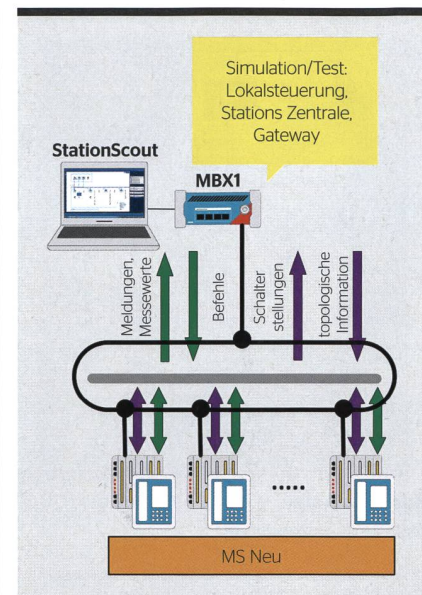 Simulation/Test:
Lokalsteuerung,
Stations Zentrale,
Gateway
StationScout
MBX1
Meldungen,
Messewerte
Befehle
Schalter
stellungen
topologische
Information
MS Neu